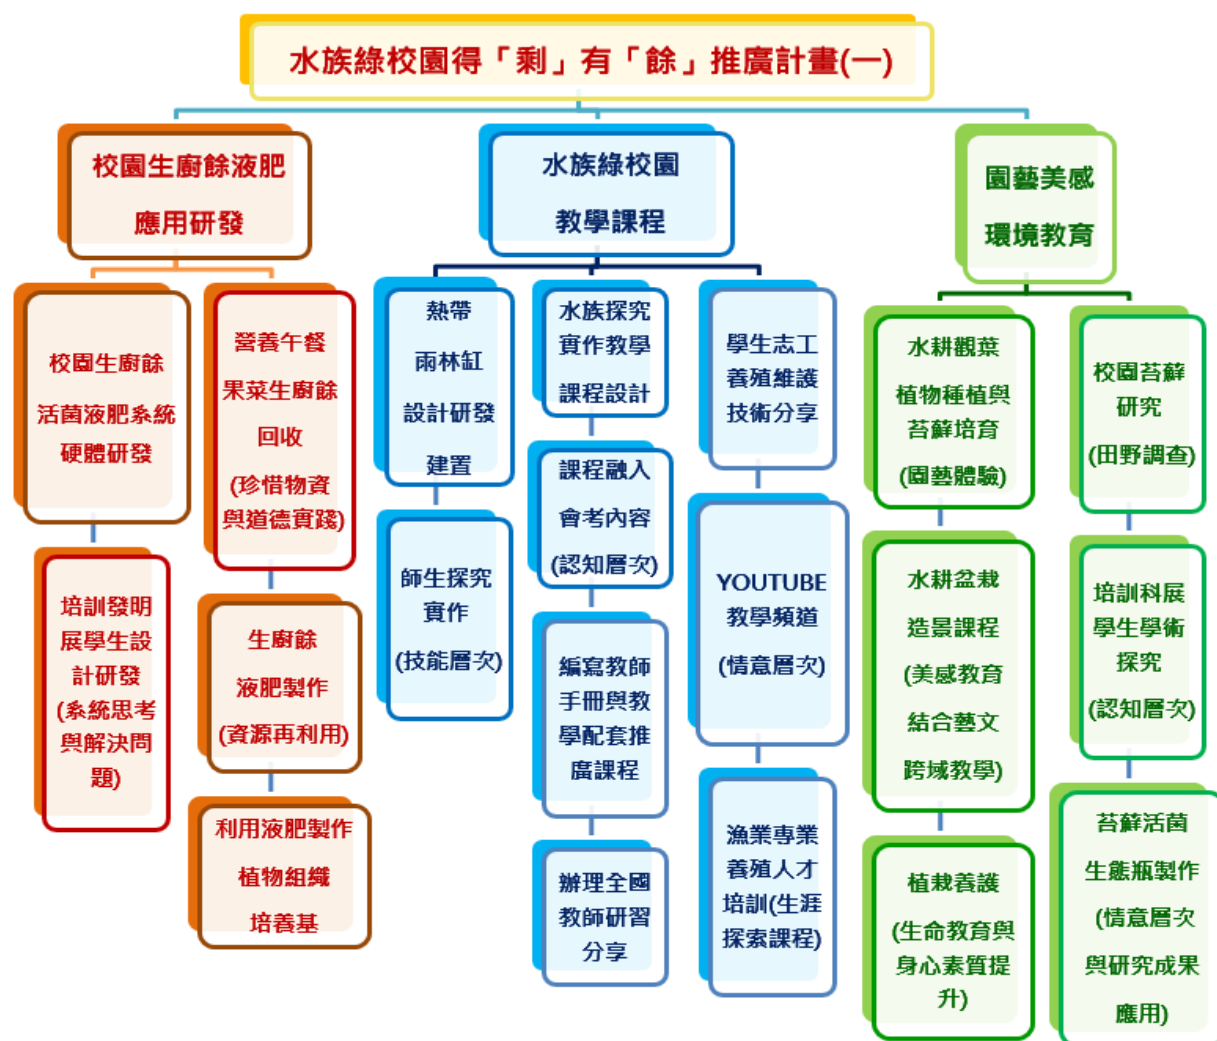 水族綠校園得「剩」有「餘」推廣計畫(一)
校園生廚餘液肥
應用研發
校園生廚餘
活菌液肥系統
硬體研發
培訓發明
展學生設
計研發
(系統思考
與解決問
題)
營養午餐
果菜生廚餘
回收
(珍惜物資
與道德實踐)
生廚餘
液肥製作
(資源再利用)
利用液肥製作
植物組織
培養基
水族綠校園
教學課程
熱帶
雨林缸
設計研發
建置
師生探究
實作
(技能層次)
水族探究
實作教學
課程設計
課程融入
會考內容
(認知層次)
編寫教師
手冊與教
學配套推
廣課程
辦理全國
教師研習
分享
學生志工
養殖維護
技術分享
YOUTUBE
教學頻道
(情意層次)
漁業專業
養殖人才
培訓(生涯
探索課程)
園藝美感
環境教育
水耕觀葉
植物種植與
苔蘚培育
(園藝體驗)
水耕盆栽
造景課程
(美感教育
結合藝文
跨域教學)
植栽養護
(生命教育與
身心素質提
升)
校園苔蘚
研究
(田野調查)
培訓科展
學生學術
探究
(認知層次)
苔蘚活菌
生態瓶製作
(情意層次
與研究成果
應用)